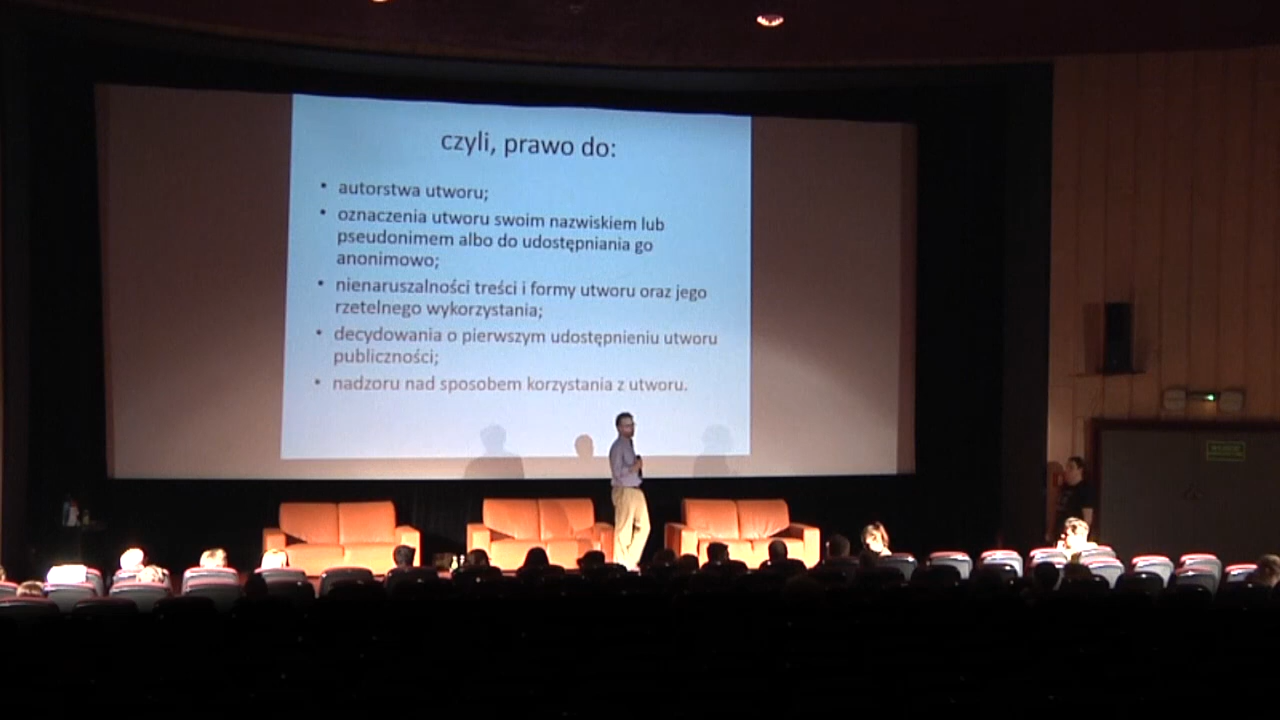 czyli, prawo do:
• autorstwa utworu;
• oznaczenia utworu swoim nazwiskiem lub
pseudonimem albo do udostępniania go
anonimowo;
• nienaruszalności treści i formy utworu oraz jego
rzetelnego wykorzystania;
• decydowania o pierwszym udostępnieniu utworu
publiczności;
• nadzoru nad sposobem korzystania z utworu.